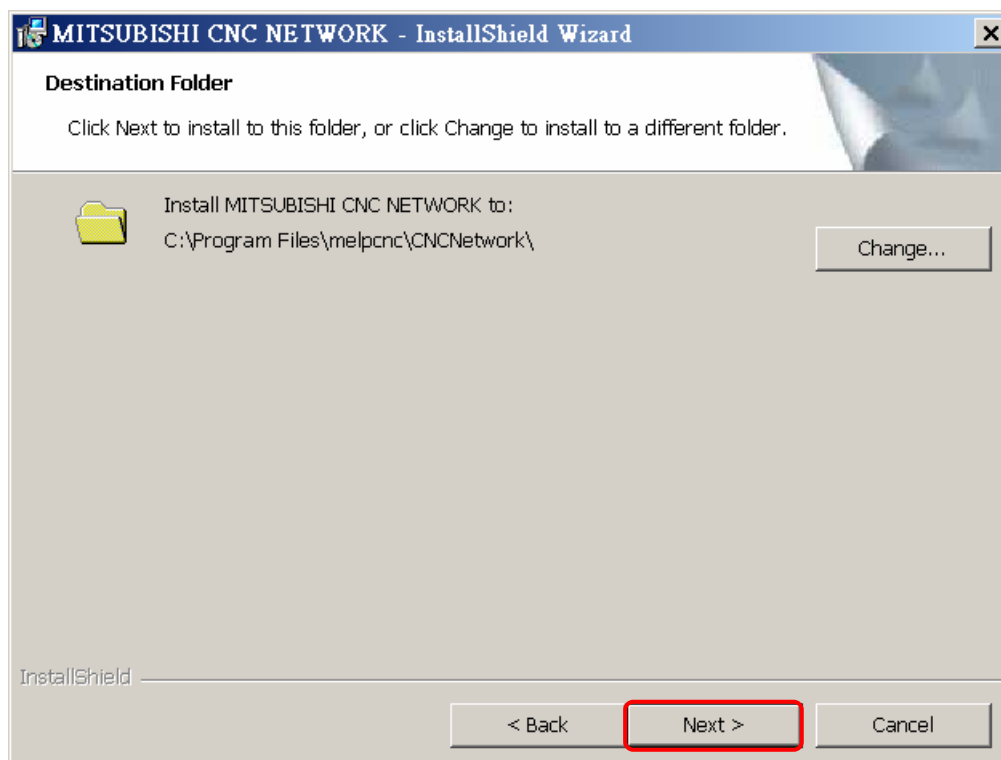 MITSUBISHI CNC NETWORK - InstallShield Wizard
Destination Folder
Click Next to install to this folder, or click Change to install to a different folder.
Install MITSUBISHI CNC NETWORK to:
C:\Program Files\melpcnc\CNCNetwork\
Change...
InstallShield
< Back
Next >
Cancel